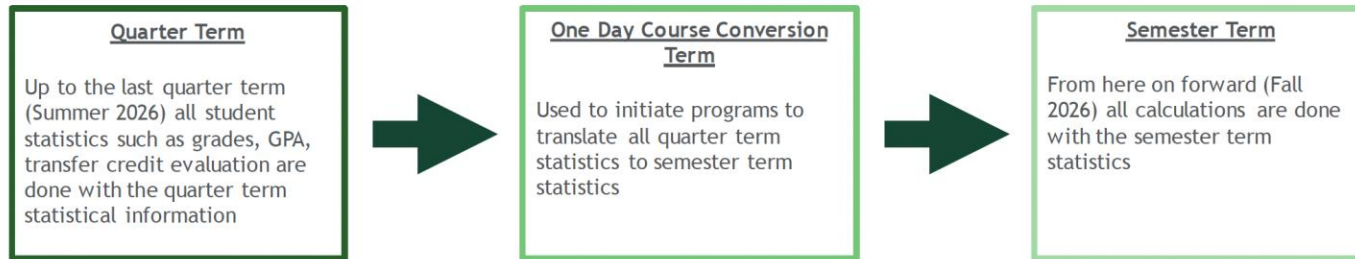 Quarter Term
Up to the last quarter term
(Summer 2026) all student
statistics such as grades, GPA,
transfer credit evaluation are
done with the quarter term
statistical information
One Day Course Conversion
Term
Used to initiate programs to
translate all quarter term
statistics to semester term
statistics
Semester Term
From here on forward (Fall
2026) all calculations are done
with the semester term
statistics